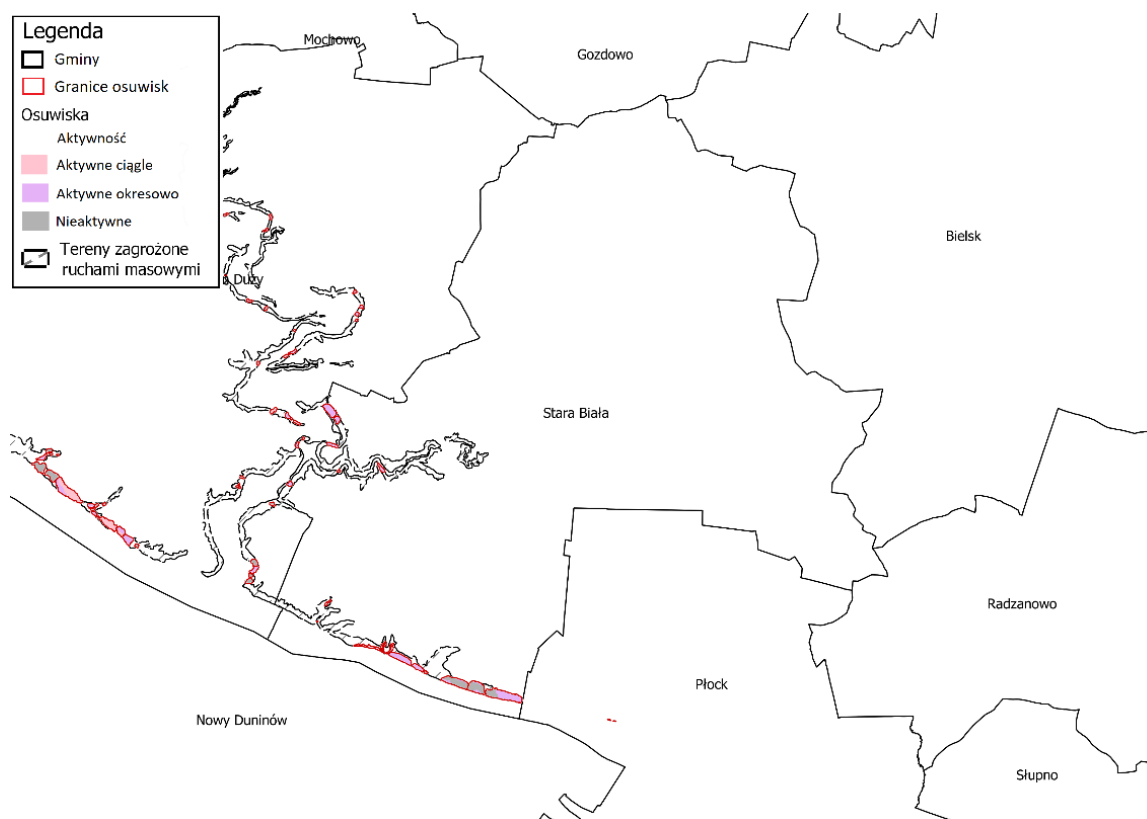 Legenda
Gminy
Granice osuwisk
Osuwiska
Aktywność
Aktywne ciągle
Aktywne okresowo
Nieaktywne
Tereny zagrożone
ruchami masowymi
Mochowo
Gozdowo
Bielsk
Duży
Stara Biała
Radzanowo
Płock
Nowy Duninów
Słupno